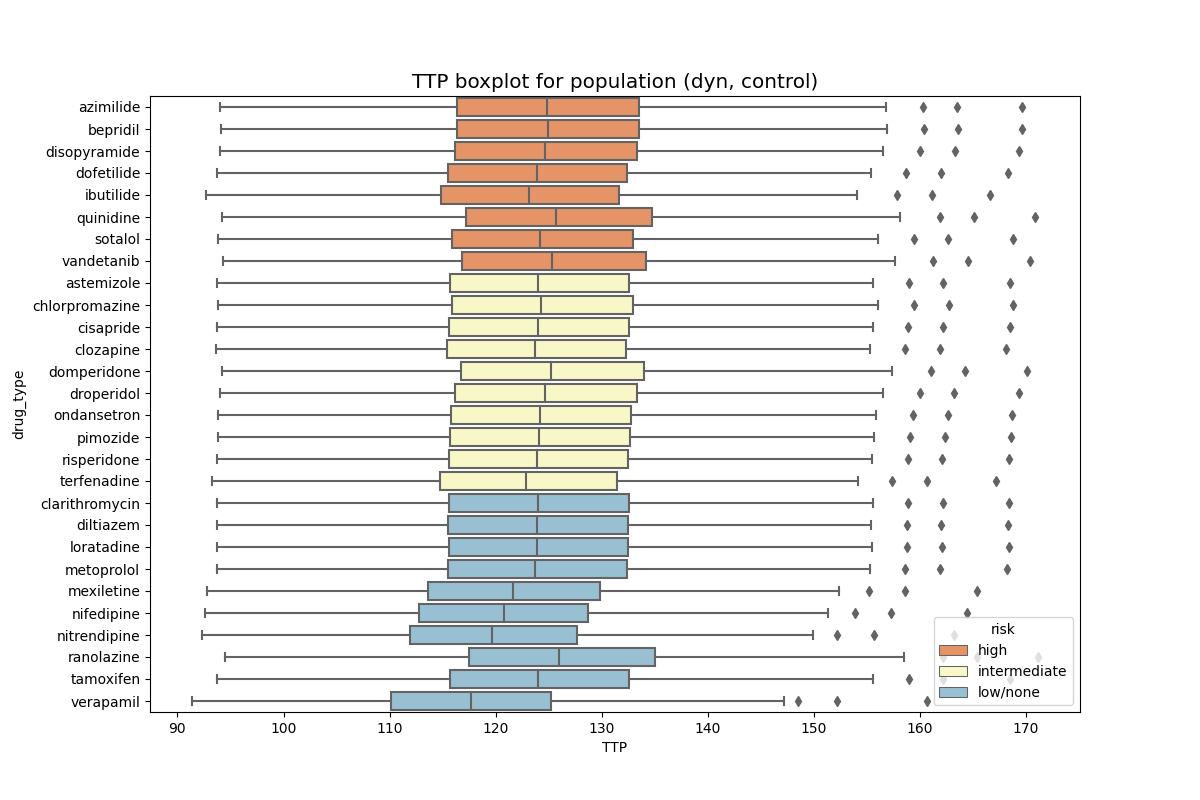 TTP boxplot for population (dyn, control)
drug_type
azimilide
bepridil
disopyramide
dofetilide
ibutilide
quinidine
sotalol
vandetanib
astemizole
chlorpromazine
cisapride
clozapine
domperidone
droperidol
ondansetron
pimozide
risperidone
terfenadine
clarithromycin
diltiazem
loratadine
metoprolol
mexiletine
nifedipine
nitrendipine
ranolazine
tamoxifen
verapamil
risk
high
intermediate
low/none
90 100 110 120 130 140 150 160 170
TTP